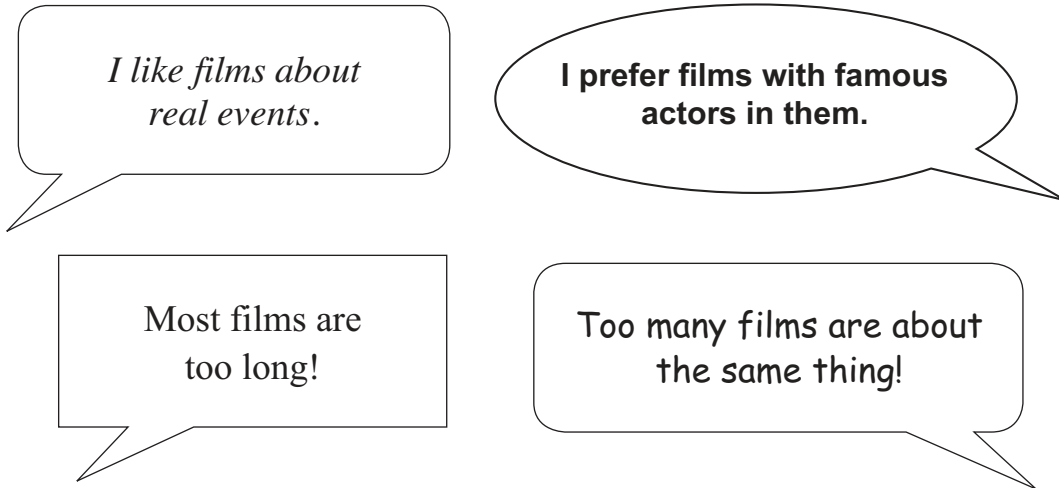 I like films about
real events.
I prefer films with famous
actors in them.
Most films are
too long!
Too many films are about
the same thing!